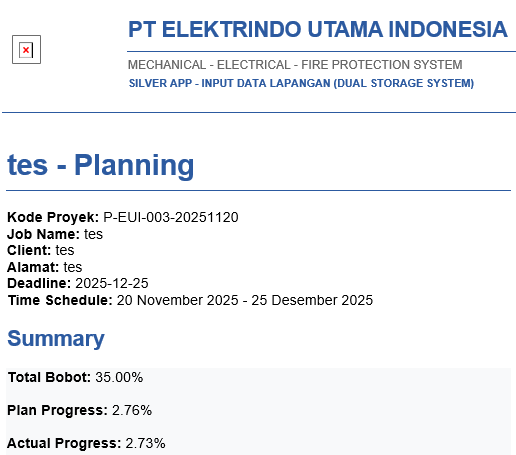 PT ELEKTRINDO UTAMA INDONESIA
MECHANICAL - ELECTRICAL - FIRE PROTECTION SYSTEM
SILVER APP - INPUT DATA LAPANGAN (DUAL STORAGE SYSTEM)
tes - Planning
Kode Proyek: P-EUI-003-20251120
Job Name: tes
Client: tes
Alamat: tes
Deadline: 2025-12-25
Time Schedule: 20 November 2025 - 25 Desember 2025
Summary
Total Bobot: 35.00%
Plan Progress: 2.76%
Actual Progress: 2.73%